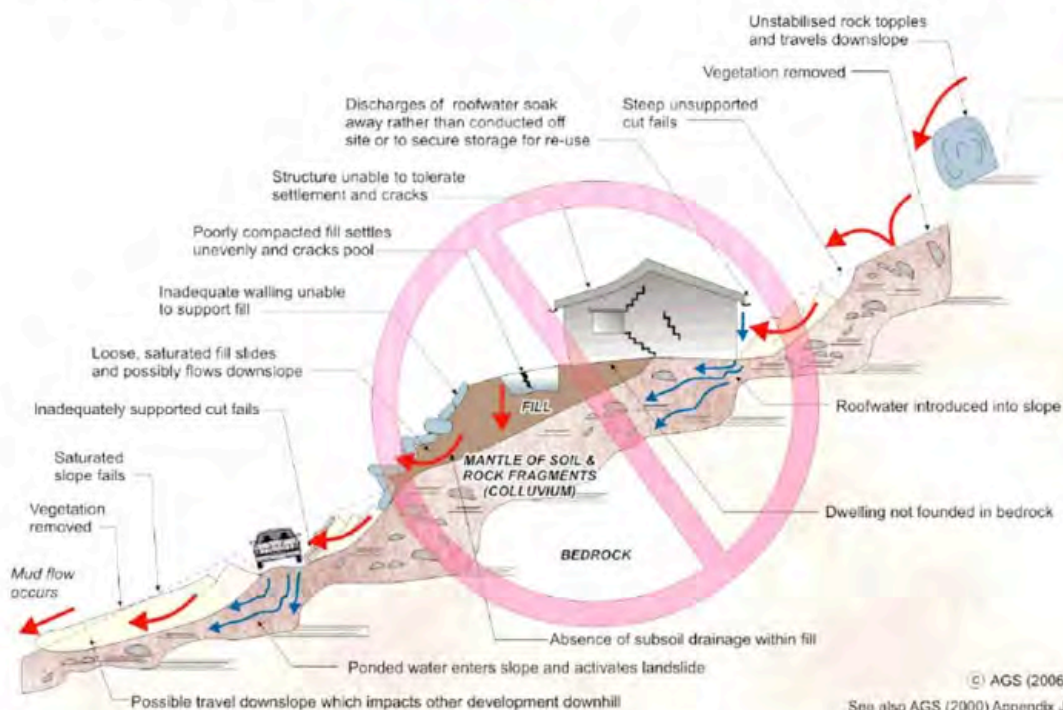 Unstabilised rock topples
and travels downslope
Vegetation removed
Discharges of roofwater soak
away rather than conducted off
site or to secure storage for re-use
Steep unsupported
cut fails
Structure unable to tolerate
settlement and cracks
Poorly compacted fill settles
unevenly and cracks pool
Inadequate walling unable
to support fill
Loose, saturated fill slides
and possibly flows downslope
Inadequately supported cut fails
Saturated
slope fails
Vegetation
removed
Mud flow
occurs
FILL
MANTLE OF SOIL &
ROCK FRAGMENTS
(COLLUVIUM)
BEDROCK
Roofwater introduced into slope
Dwelling not founded in bedrock
Absence of subsoil drainage within fill
Ponded water enters slope and activates landslide
Possible travel downslope which impacts other development downhill
© AGS (2006
See also AGS (2000) Appendix